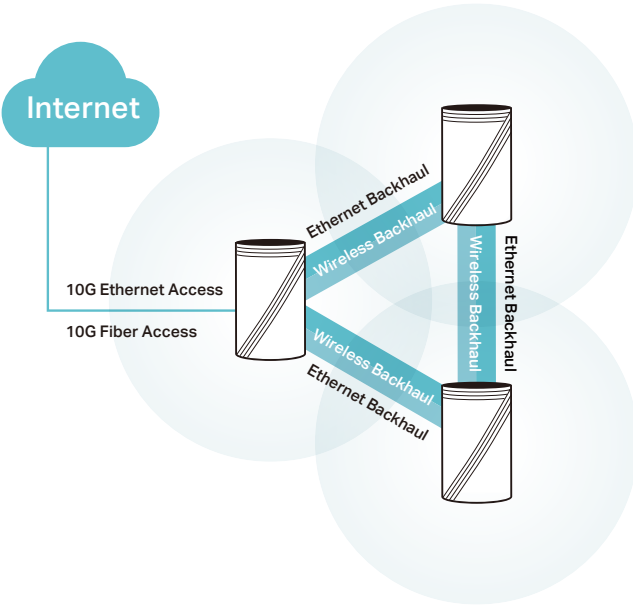 Internet
10G Ethernet Access
10G Fiber Access
Ethernet Backhaul
Wireless Backhaul
Wireless Backhaul
Ethernet Backhaul
Wireless Backhaul
Ethernet Backhaul